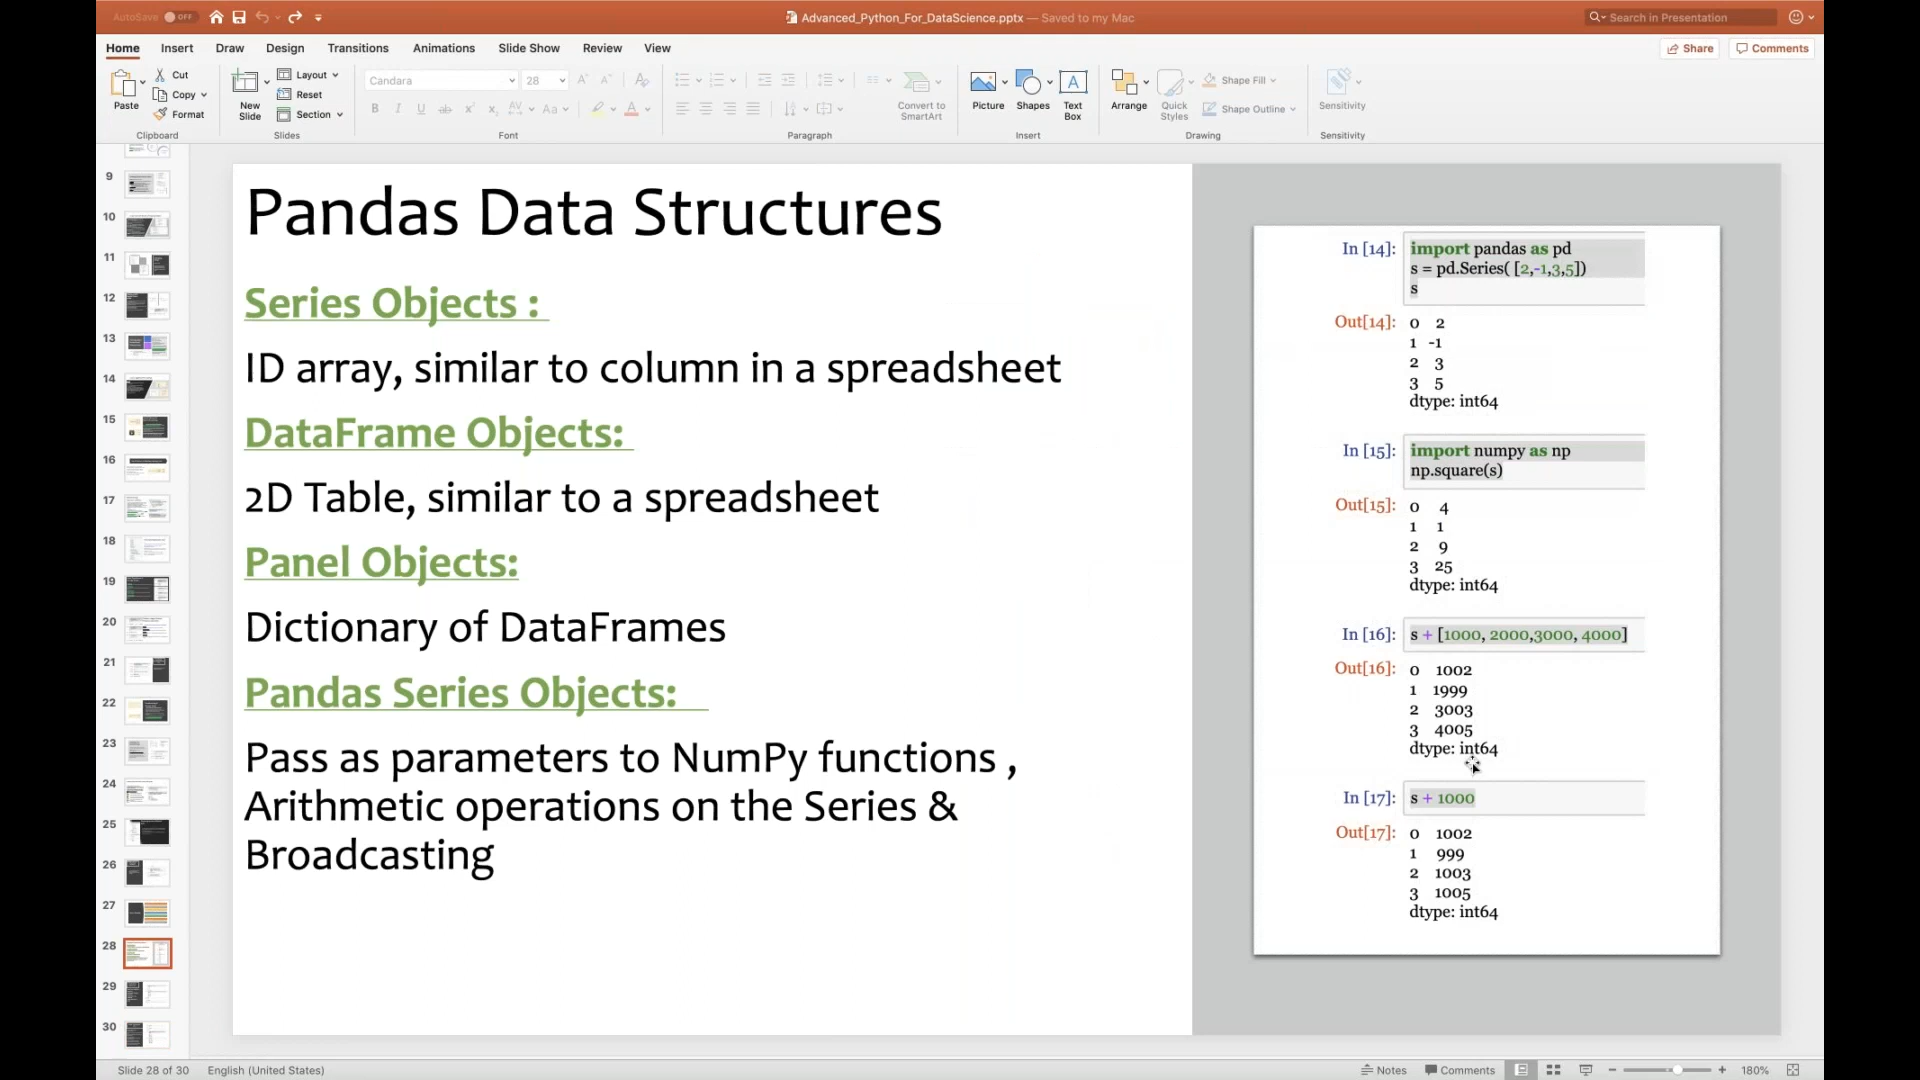 AutoSave OFF
Advanced_Python_For_DataScience.pptx — Saved to my Mac
Search in Presentation
Home Insert Draw Design Transitions Animations Slide Show Review View
Share Comments
Paste
Cut
Copy
Format
Clipboard
New Slide
Layout
Reset
Section
Slides
Candara 28
Font
Paragraph
Convert to SmartArt
Picture Shapes Text Box
Insert
Arrange Quick Styles
Shape Fill
Shape Outline
Drawing
Sensitivity
Sensitivity
9
10
11
12
13
14
15
16
17
18
19
20
21
22
23
24
25
26
27
28
29
30
Pandas Data Structures
Series Objects :
ID array, similar to column in a spreadsheet
DataFrame Objects:
2D Table, similar to a spreadsheet
Panel Objects:
Dictionary of DataFrames
Pandas Series Objects:
Pass as parameters to NumPy functions ,
Arithmetic operations on the Series &
Broadcasting
In [14]: import pandas as pd
s = pd.Series( [2,-1,3,5])
s
Out[14]: 0 2
1 -1
2 3
3 5
dtype: int64
In [15]: import numpy as np
np.square(s)
Out[15]: 0 4
1 1
2 9
3 25
dtype: int64
In [16]: s + [1000, 2000,3000, 4000]
Out[16]: 0 1002
1 1999
2 3003
3 4005
dtype: int64
In [17]: s + 1000
Out[17]: 0 1002
1 999
2 1003
3 1005
dtype: int64
Slide 28 of 30 English (United States)
Notes Comments 180%